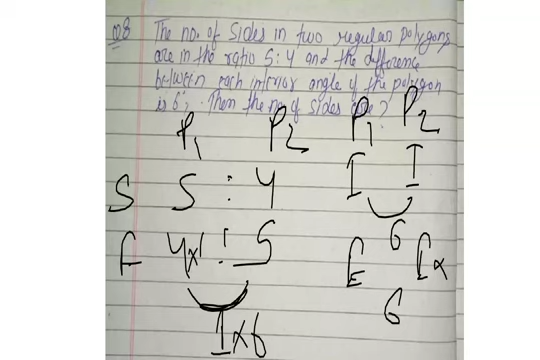 Q8 The no. of sides in two regular polygons
are in the ratio 5:4 and the difference
between each interior angle of the polygon
is 6°, Then the no. of sides are?
P1 P2 P1 P2
S 5 : 4 I I
6
E 4x1 : 5 E Ex
1x6 6